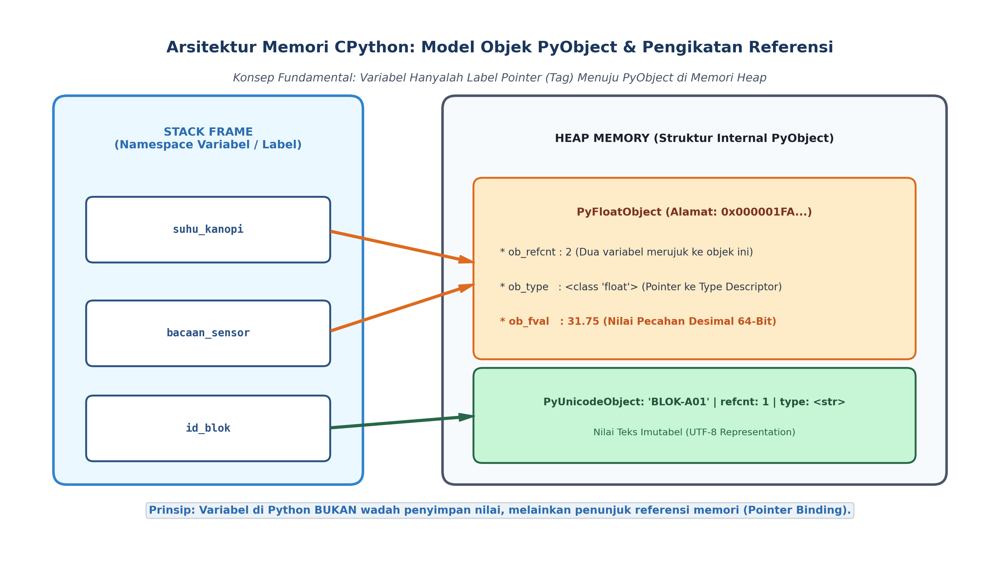 Arsitektur Memori CPython: Model Objek PyObject & Pengikatan Referensi
Konsep Fundamental: Variabel Hanyalah Label Pointer (Tag) Menuju PyObject di Memori Heap
STACK FRAME
(Namespace Variabel / Label)
suhu_kanopi
bacaan_sensor
id_blok
HEAP MEMORY (Struktur Internal PyObject)
PyFloatObject (Alamat: 0x000001FA...)
* ob_refcnt : 2 (Dua variabel merujuk ke objek ini)
* ob_type   : <class 'float'> (Pointer ke Type Descriptor)
* ob_fval   : 31.75 (Nilai Pecahan Desimal 64-Bit)
PyUnicodeObject: 'BLOK-A01' | refcnt: 1 | type: <str>
Nilai Teks Imutabel (UTF-8 Representation)
Prinsip: Variabel di Python BUKAN wadah penyimpan nilai, melainkan penunjuk referensi memori (Pointer Binding).